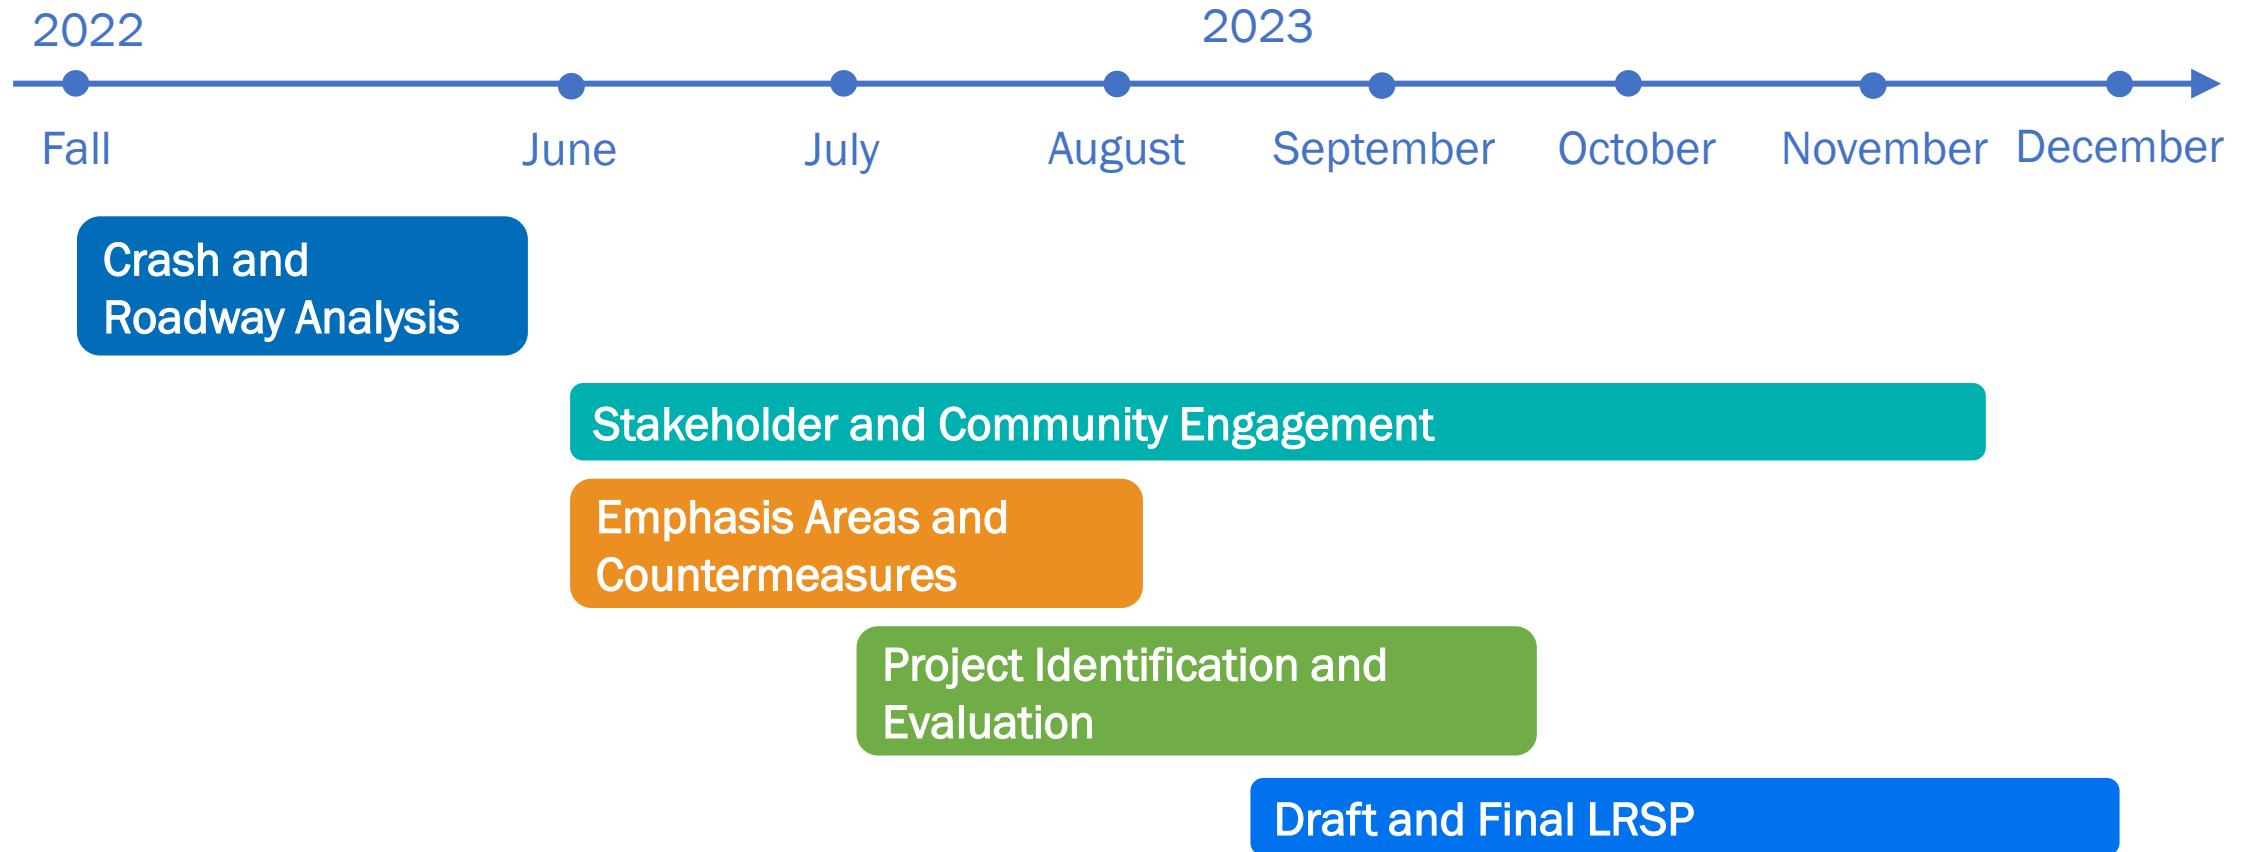 2022
2023
Fall
June
July
August
September
October
November
December
Crash and
Roadway Analysis
Stakeholder and Community Engagement
Emphasis Areas and
Countermeasures
Project Identification and
Evaluation
Draft and Final LRSP